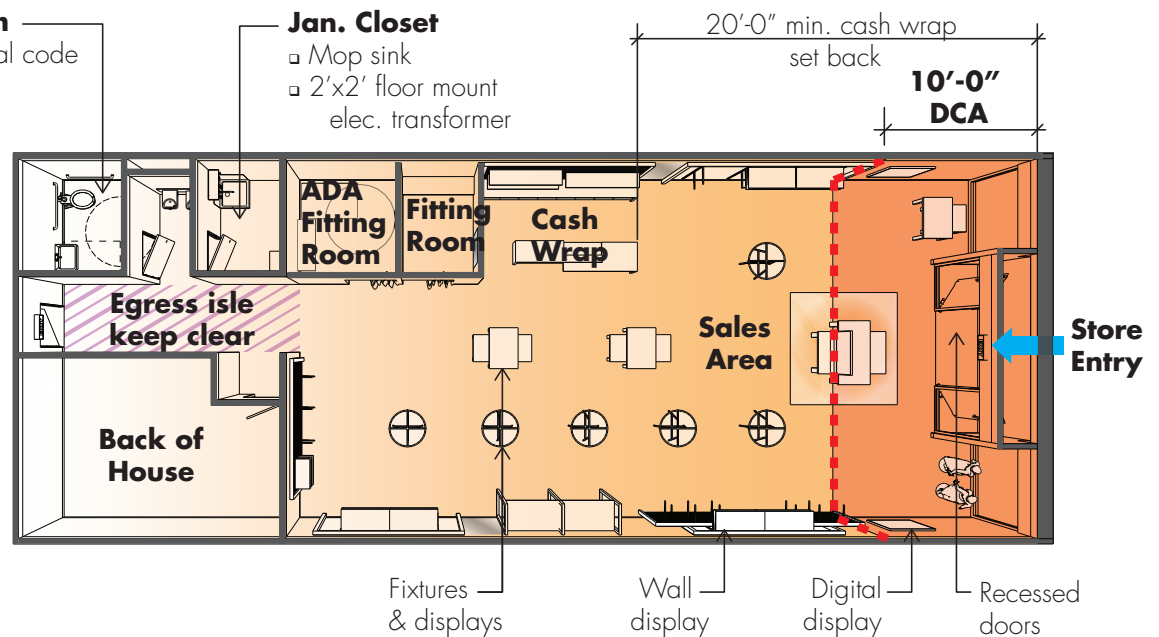 al code
Jan. Closet
Mop sink
2’x2’ floor mount
elec. transformer
20’-0” min. cash wrap
set back
10’-0”
DCA
ADA
Fitting
Room
Fitting
Room
Cash
Wrap
Egress isle
keep clear
Sales
Area
Store
Entry
Back of
House
Fixtures
& displays
Wall
display
Digital
display
Recessed
doors